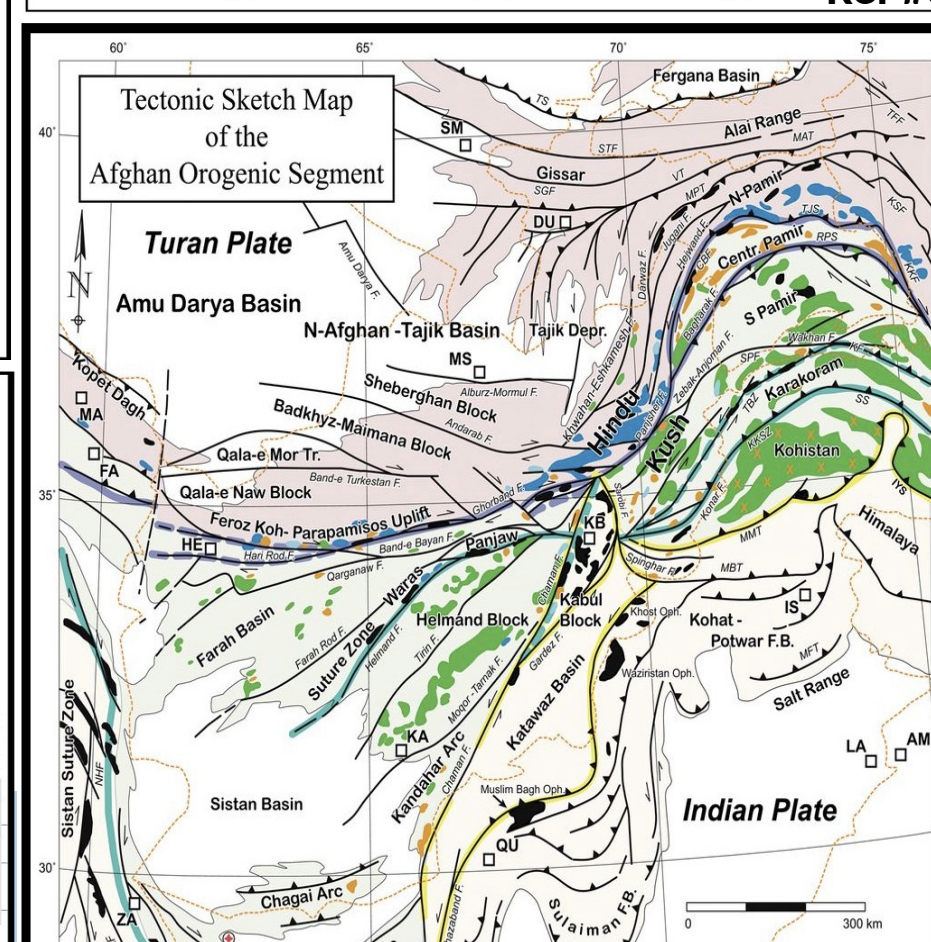 60°
65°
70°
75°
Tectonic Sketch Map
of the
Afghan Orogenic Segment
Fergana Basin
TS
TFF
40°
SM
Alai Range
STF
MAT
Gissar
VT
SGF
MPT
N-Pamir
KSF
DU
Jugani F.
TJS
Hejwand F.
RPS
Turan Plate
Amu Darya F.
Darwaz F.
CBF
Centr. Pamir
KKF
N
Amu Darya Basin
Bagharak F.
S Pamir
N-Afghan -Tajik Basin
Tajik Depr.
Wakhan F.
KF
Khwahan-Eshkamesh F.
Zebak-Anjoman F.
SPF
MS
Kopet Dagh
Sheberghan Block
Alburz-Mormul F.
Karakoram
TBZ
SS
MA
Badkhyz-Maimana Block
Andarab F.
Hindu
Panjsher F.
Kush
KKSZ
Kohistan
FA
Qala-e Mor Tr.
Band-e Turkestan F.
35°
Qala-e Naw Block
Ghorband F.
Sarobi F.
Konar F.
IYS
Feroz Koh- Parapamisos Uplift
KB
Himalaya
HE
Hari Rod F.
Band-e Bayan F.
Panjaw
MMT
Qarganaw F.
Spinghar F.
MBT
Waras
Chaman F.
Kabul
Block
Khost Oph.
IS
Farah Basin
Helmand Block
Kohat -
Potwar F.B.
Farah Rod F.
Suture Zone
Helmand F.
Tirin F.
Gardez F.
MFT
Moqor -Tarnak F.
Waziristan Oph.
Salt Range
Katawaz Basin
KA
LA
AM
Sistan Suture Zone
NHF
Kandahar Arc
Chaman F.
Muslim Bagh Oph.
Sistan Basin
Indian Plate
QU
30°
Chagai Arc
Sulaiman F.B.
ZA
0
300 km